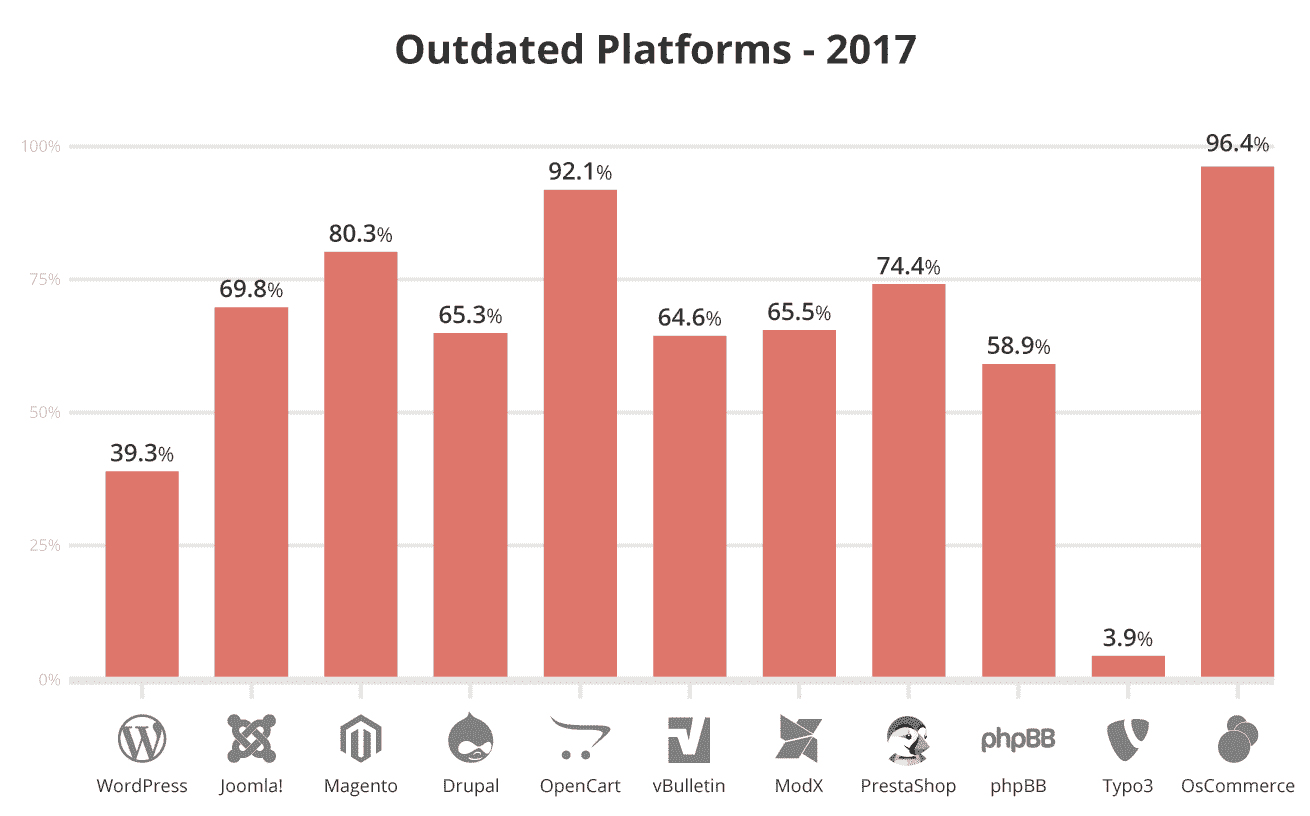 Outdated Platforms - 2017
100%
75%
50%
25%
0%
39.3%
69.8%
80.3%
65.3%
92.1%
64.6%
65.5%
74.4%
58.9%
3.9%
96.4%
phpBB
WordPress
Joomla!
Magento
Drupal
OpenCart
vBulletin
ModX
PrestaShop
phpBB
Typo3
OsCommerce